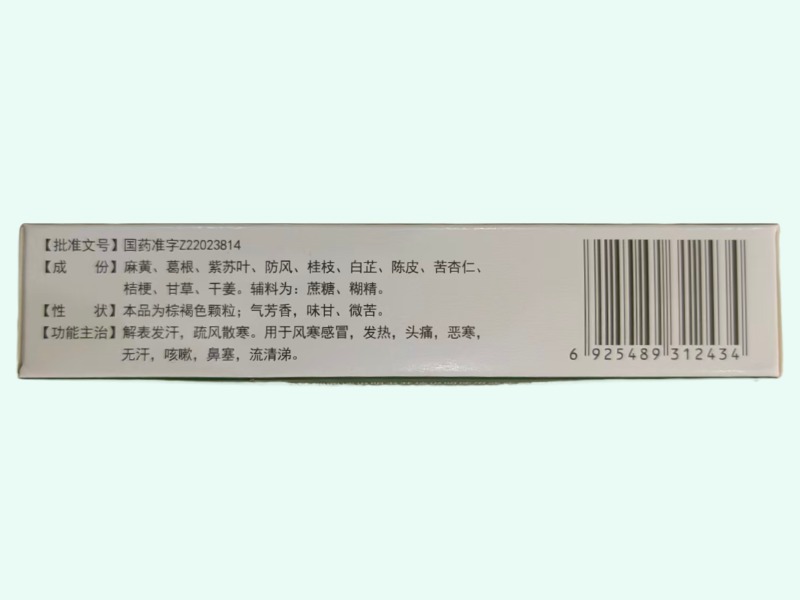 【批准文号】国药准字Z22023814
【成　　份】麻黄、葛根、紫苏叶、防风、桂枝、白芷、陈皮、苦杏仁、
桔梗、甘草、干姜。辅料为：蔗糖、糊精。
【性　　状】本品为棕褐色颗粒；气芳香，味甘、微苦。
【功能主治】解表发汗，疏风散寒。用于风寒感冒，发热，头痛，恶寒，
无汗，咳嗽，鼻塞，流清涕。
6 925489 312434